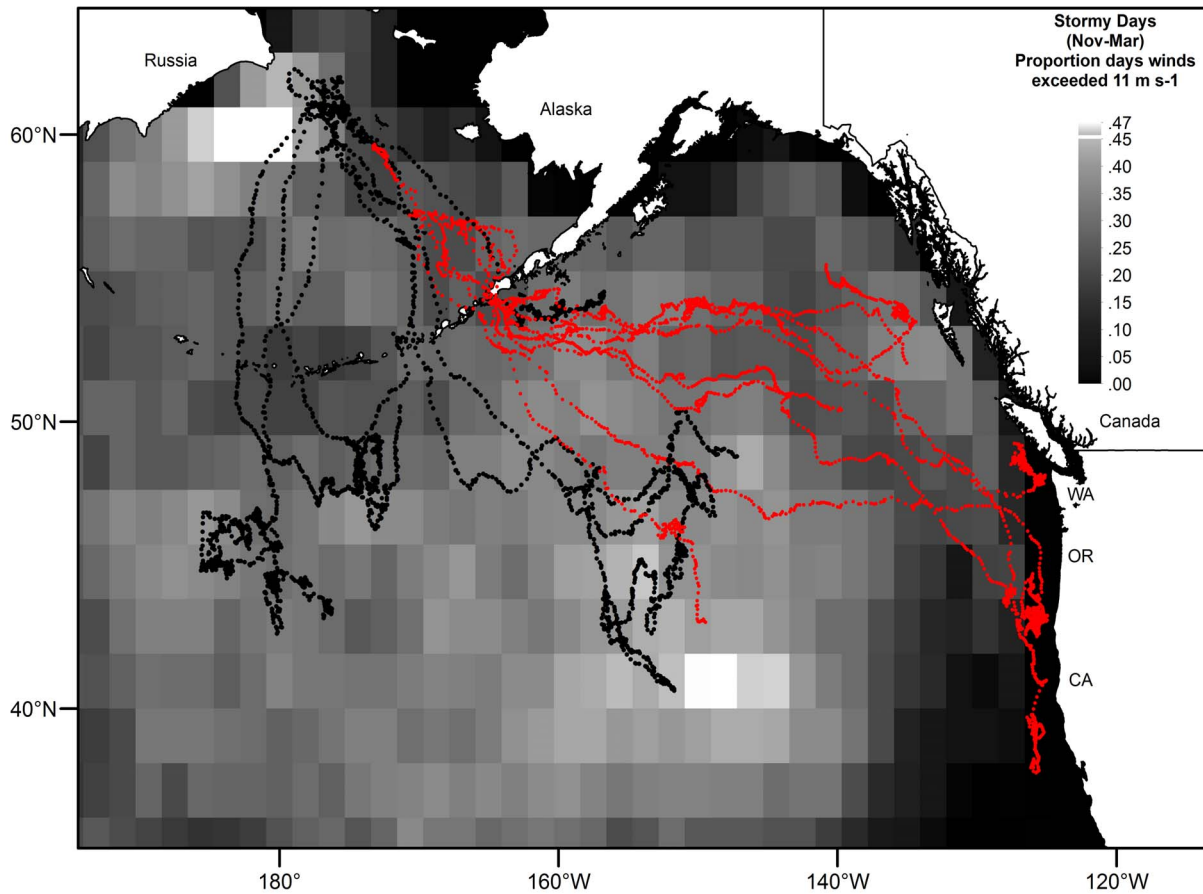 Stormy Days
(Nov-Mar)
Proportion days winds
exceeded 11 m s-1
.47
.45
.40
.35
.30
.25
.20
.15
.10
.05
.00
Russia
Alaska
Canada
WA
OR
CA
60°N
50°N
40°N
180°
160°W
140°W
120°W